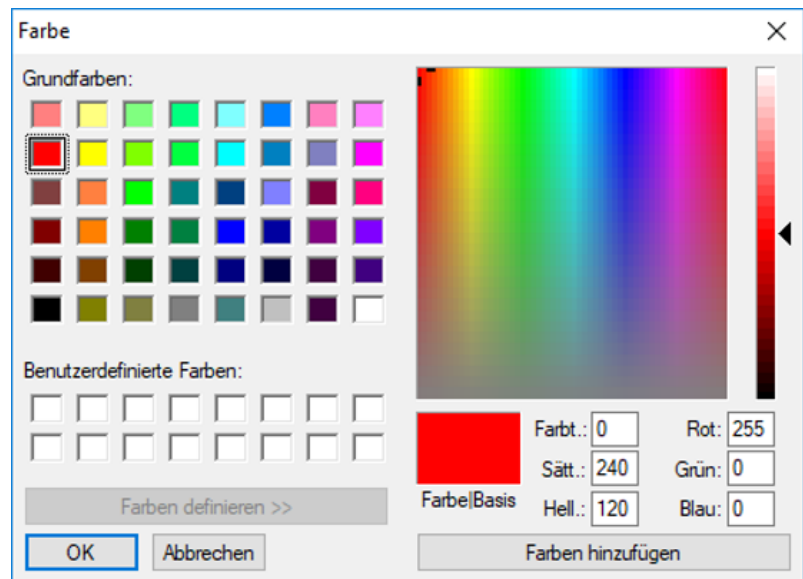 Farbe
Grundfarben:
Benutzerdefinierte Farben:
Farben definieren >>
OK Abbrechen
Farbe|Basis
Farbt.: 0 Rot: 255
Sätt.: 240 Grün: 0
Hell.: 120 Blau: 0
Farben hinzufügen